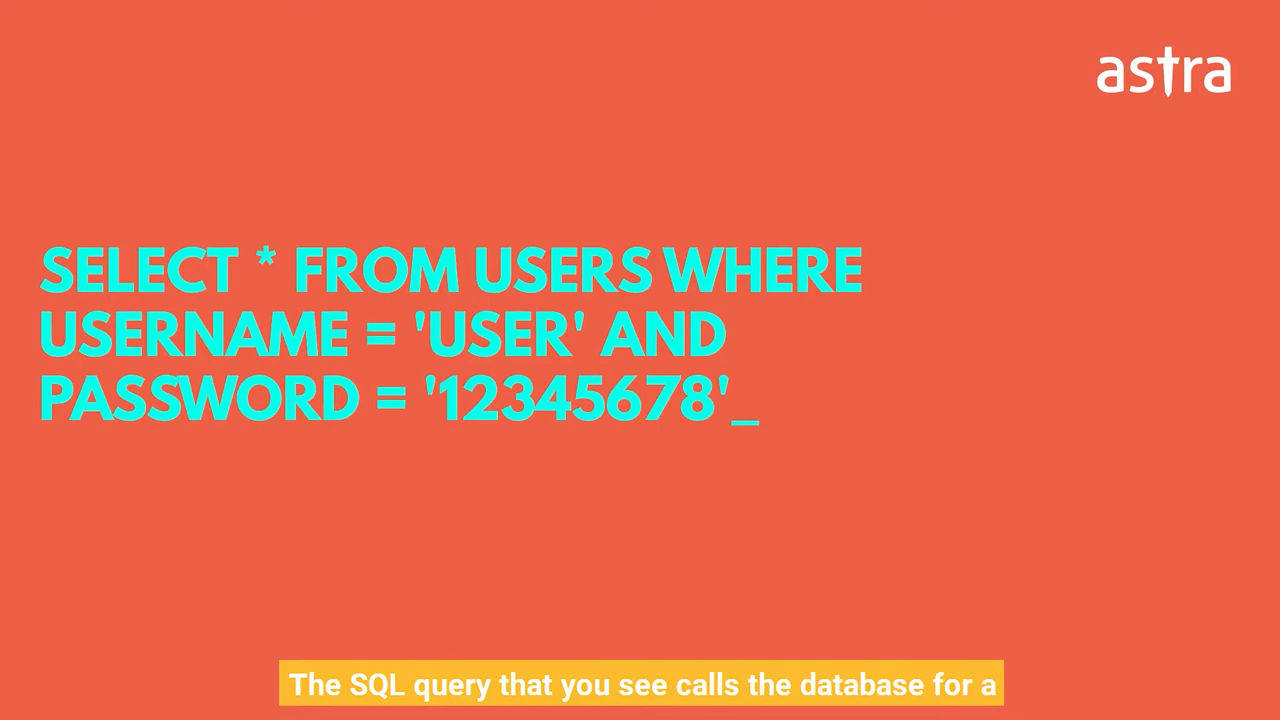 astra
SELECT * FROM USERS WHERE
USERNAME = 'USER' AND
PASSWORD = '12345678'_
The SQL query that you see calls the database for a